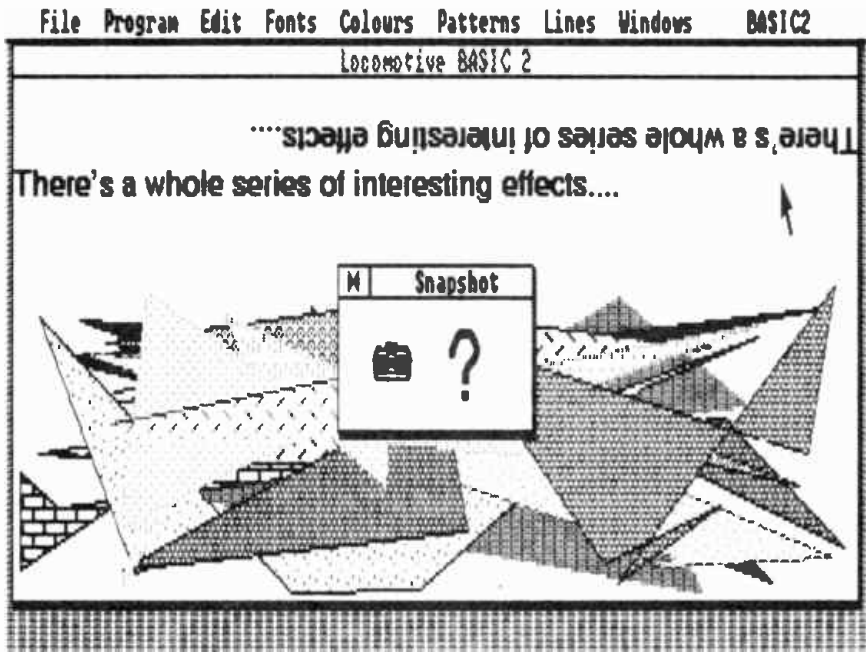 File Program Edit Fonts Colours Patterns Lines Windows BASIC2
Locomotive BASIC 2
There's a whole series of interesting effects....
There's a whole series of interesting effects....
Snapshot
?